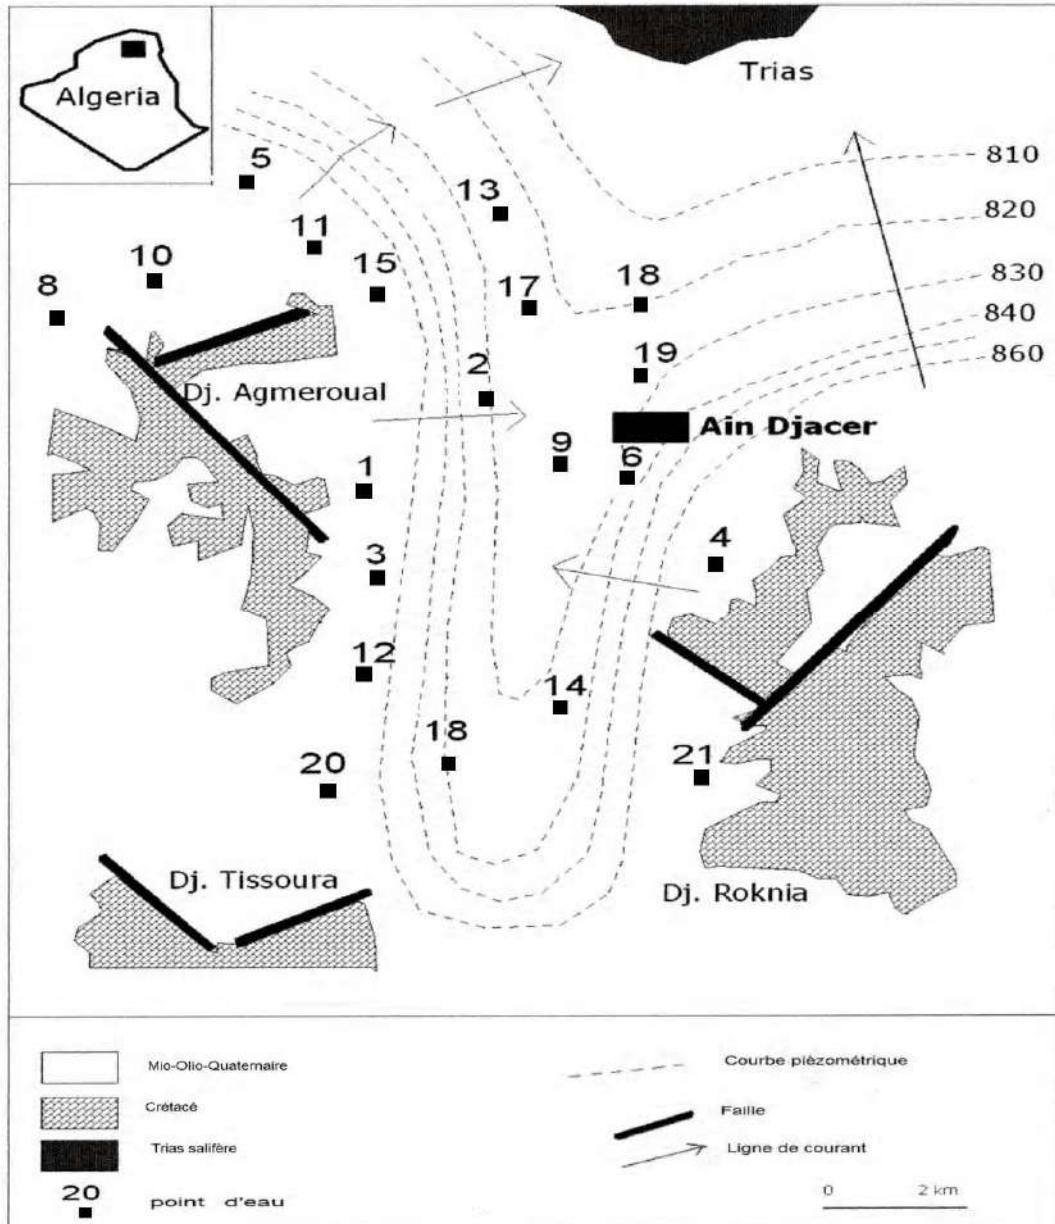 Algeria
Trias
5
13
810
820
11
10
15
8
17
18
830
840
19
860
2
Dj. Agmeroual
Ain Djacer
9
6
1
4
3
12
14
18
20
21
Dj. Tissoura
Dj. Roknia
Mio-Olio-Quaternaire
Courbe pièzométrique
Crétacé
Faille
Trias salifère
Ligne de courant
20
point d'eau
0 2 km